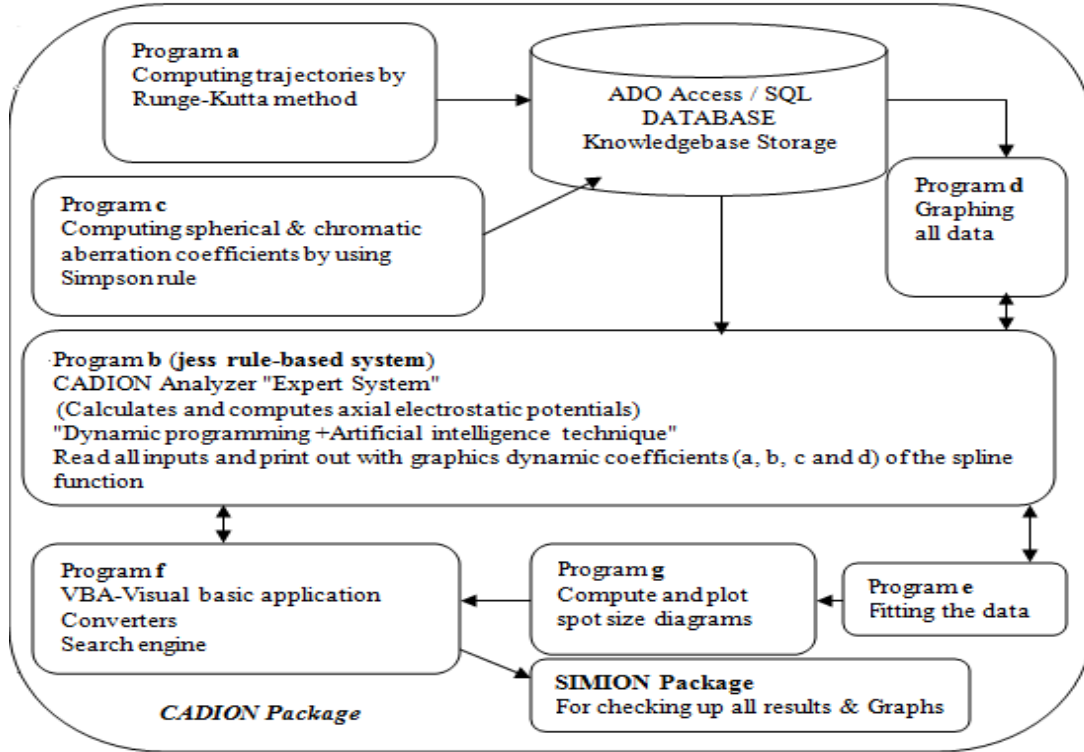 Program a
Computing trajectories by
Runge-Kutta method
ADO Access / SQL
DATABASE
Knowledgebase Storage
Program c
Computing spherical & chromatic
aberration coefficients by using
Simpson rule
Program d
Graphing
all data
Program b (jess rule-based system)
CADION Analyzer "Expert System"
(Calculates and computes axial electrostatic potentials)
"Dynamic programming +Artificial intelligence technique"
Read all inputs and print out with graphics dynamic coefficients (a, b, c and d) of the spline
function
Program f
VBA-Visual basic application
Converters
Search engine
Program g
Compute and plot
spot size diagrams
Program e
Fitting the data
SIMION Package
For checking up all results & Graphs
CADION Package